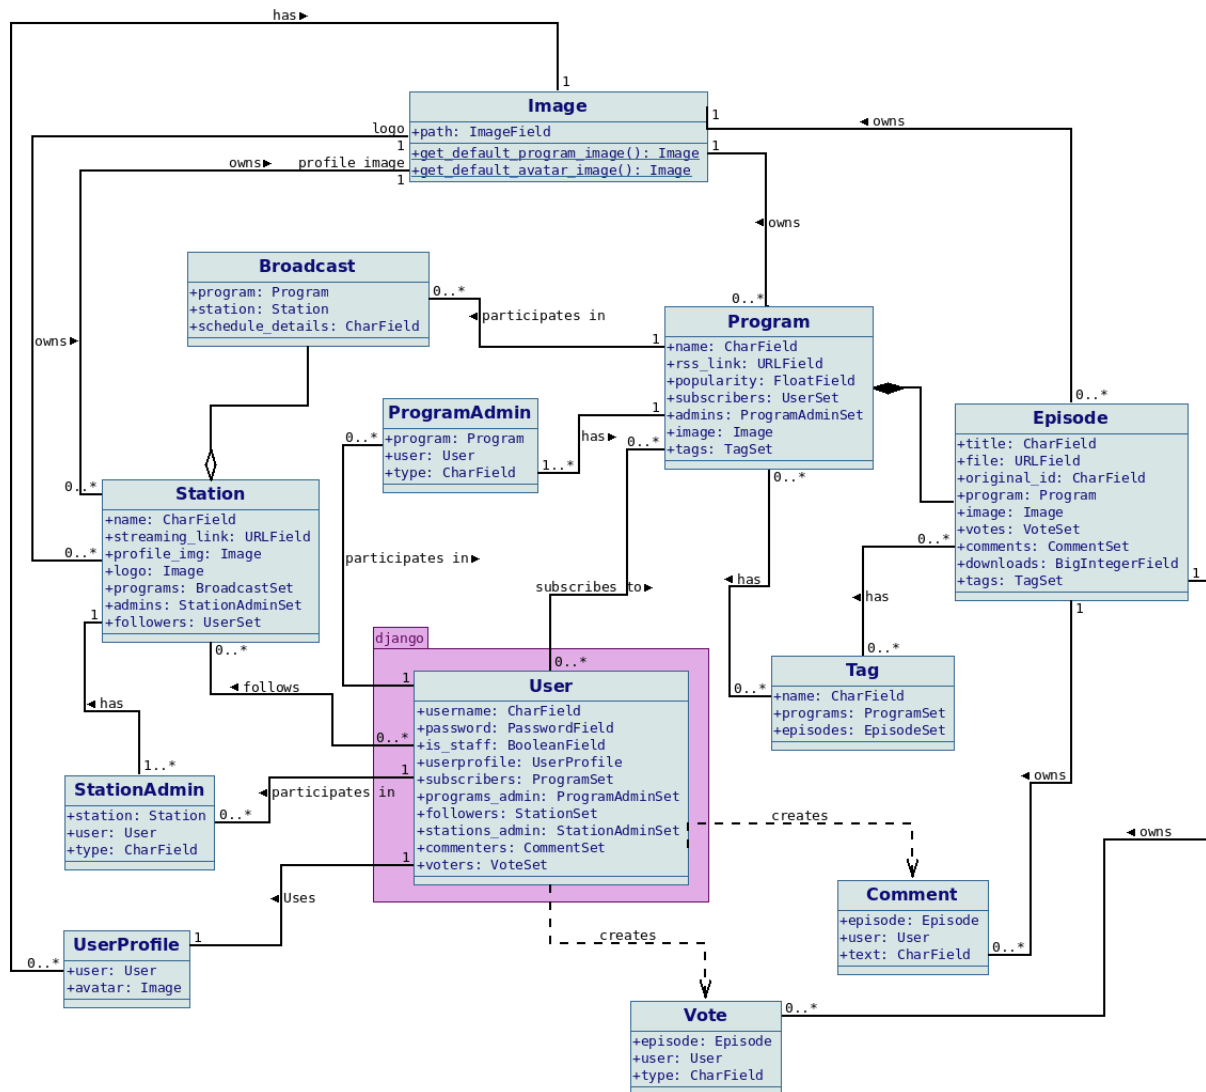 has ►
1
Image
+path: ImageField
+get_default_program_image(): Image
+get_default_avatar_image(): Image
logo
1
owns ►
profile image
1
1
◄ owns
1
◄ owns
Broadcast
+program: Program
+station: Station
+schedule_details: CharField
0..*
◄ participates in
1
0..*
Program
+name: CharField
+rss_link: URLField
+popularity: FloatField
+subscribers: UserSet
+admins: ProgramAdminSet
+image: Image
+tags: TagSet
owns ►
ProgramAdmin
+program: Program
+user: User
+type: CharField
0..*
1
has ►
1..*
0..*
0..*
0..*
Episode
+title: CharField
+file: URLField
+original_id: CharField
+program: Program
+image: Image
+votes: VoteSet
+comments: CommentSet
+downloads: BigIntegerField
+tags: TagSet
0..*
1
1
0..*
0..*
Station
+name: CharField
+streaming_link: URLField
+profile_img: Image
+logo: Image
+programs: BroadcastSet
+admins: StationAdminSet
+followers: UserSet
1
0..*
participates in ►
subscribes to ►
◄ has
◄ has
0..*
0..*
Tag
+name: CharField
+programs: ProgramSet
+episodes: EpisodeSet
django
0..*
1
User
+username: CharField
+password: PasswordField
+is_staff: BooleanField
+userprofile: UserProfile
+subscribers: ProgramSet
+programs_admin: ProgramAdminSet
+followers: StationSet
+stations_admin: StationAdminSet
+commenters: CommentSet
+voters: VoteSet
◄ follows
0..*
◄ has
1..*
StationAdmin
+station: Station
+user: User
+type: CharField
1
◄ participates in
0..*
1
◄ Uses
1
UserProfile
+user: User
+avatar: Image
0..*
creates
creates
◄ owns
◄ owns
Comment
+episode: Episode
+user: User
+text: CharField
0..*
Vote
+episode: Episode
+user: User
+type: CharField
0..*